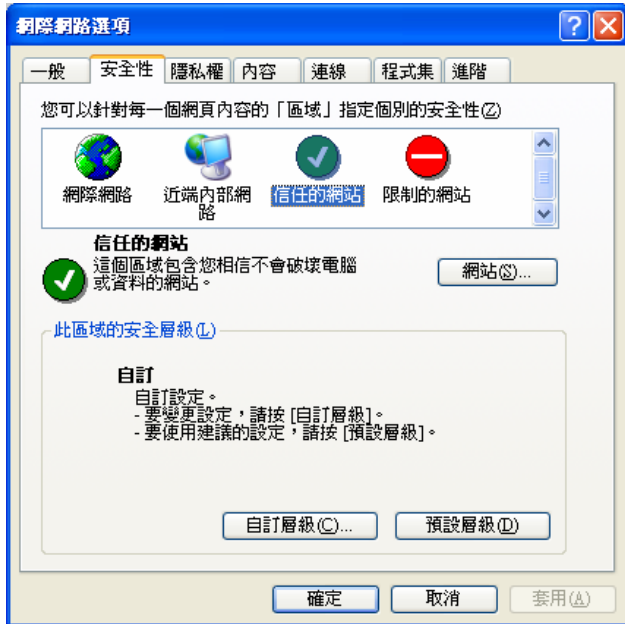 網際網路選項
一般 安全性 隱私權 內容 連線 程式集 進階
您可以針對每一個網頁內容的「區域」指定個別的安全性(Z)
網際網路 近端內部網路 信任的網站 限制的網站
信任的網站
這個區域包含您相信不會破壞電腦
或資料的網站。
網站(S)...
此區域的安全層級(L)
自訂
自訂設定。
- 要變更設定，請按 [自訂層級]。
- 要使用建議的設定，請按 [預設層級]。
自訂層級(C)... 預設層級(D)
確定 取消 套用(A)